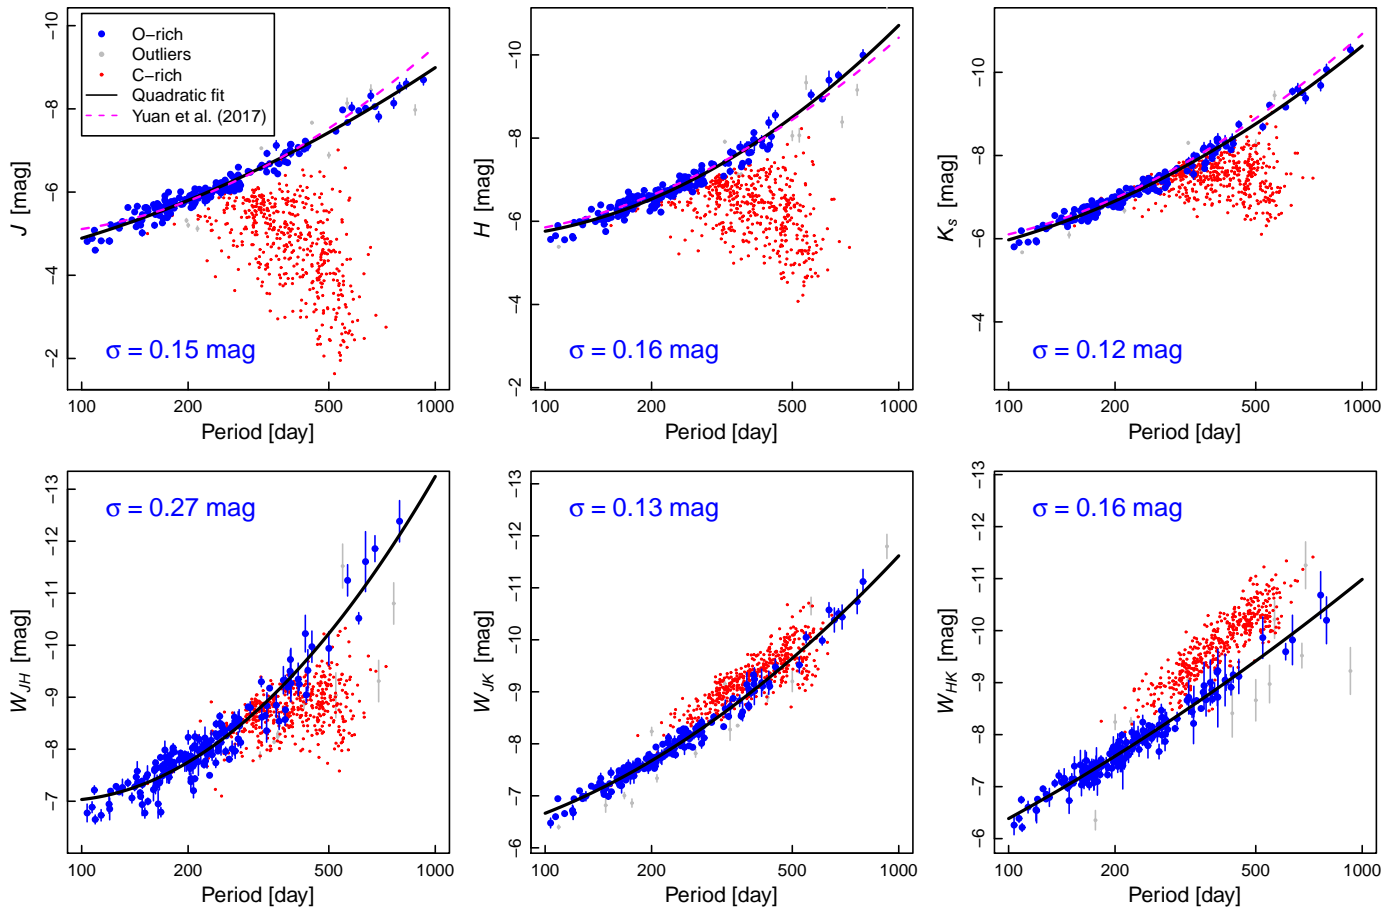 O-rich
Outliers
C-rich
Quadratic fit
Yuan et al. (2017)
J [mag]
−10
−8
−6
−4
−2
σ = 0.15 mag
100 200 500 1000
Period [day]
H [mag]
−10
−8
−6
−4
−2
σ = 0.16 mag
100 200 500 1000
Period [day]
Ks [mag]
−10
−8
−6
−4
σ = 0.12 mag
100 200 500 1000
Period [day]
WJH [mag]
−13
−12
−11
−10
−9
−8
−7
σ = 0.27 mag
100 200 500 1000
Period [day]
WJK [mag]
−13
−12
−11
−10
−9
−8
−7
−6
σ = 0.13 mag
100 200 500 1000
Period [day]
WHK [mag]
−13
−12
−11
−10
−9
−8
−7
−6
σ = 0.16 mag
100 200 500 1000
Period [day]